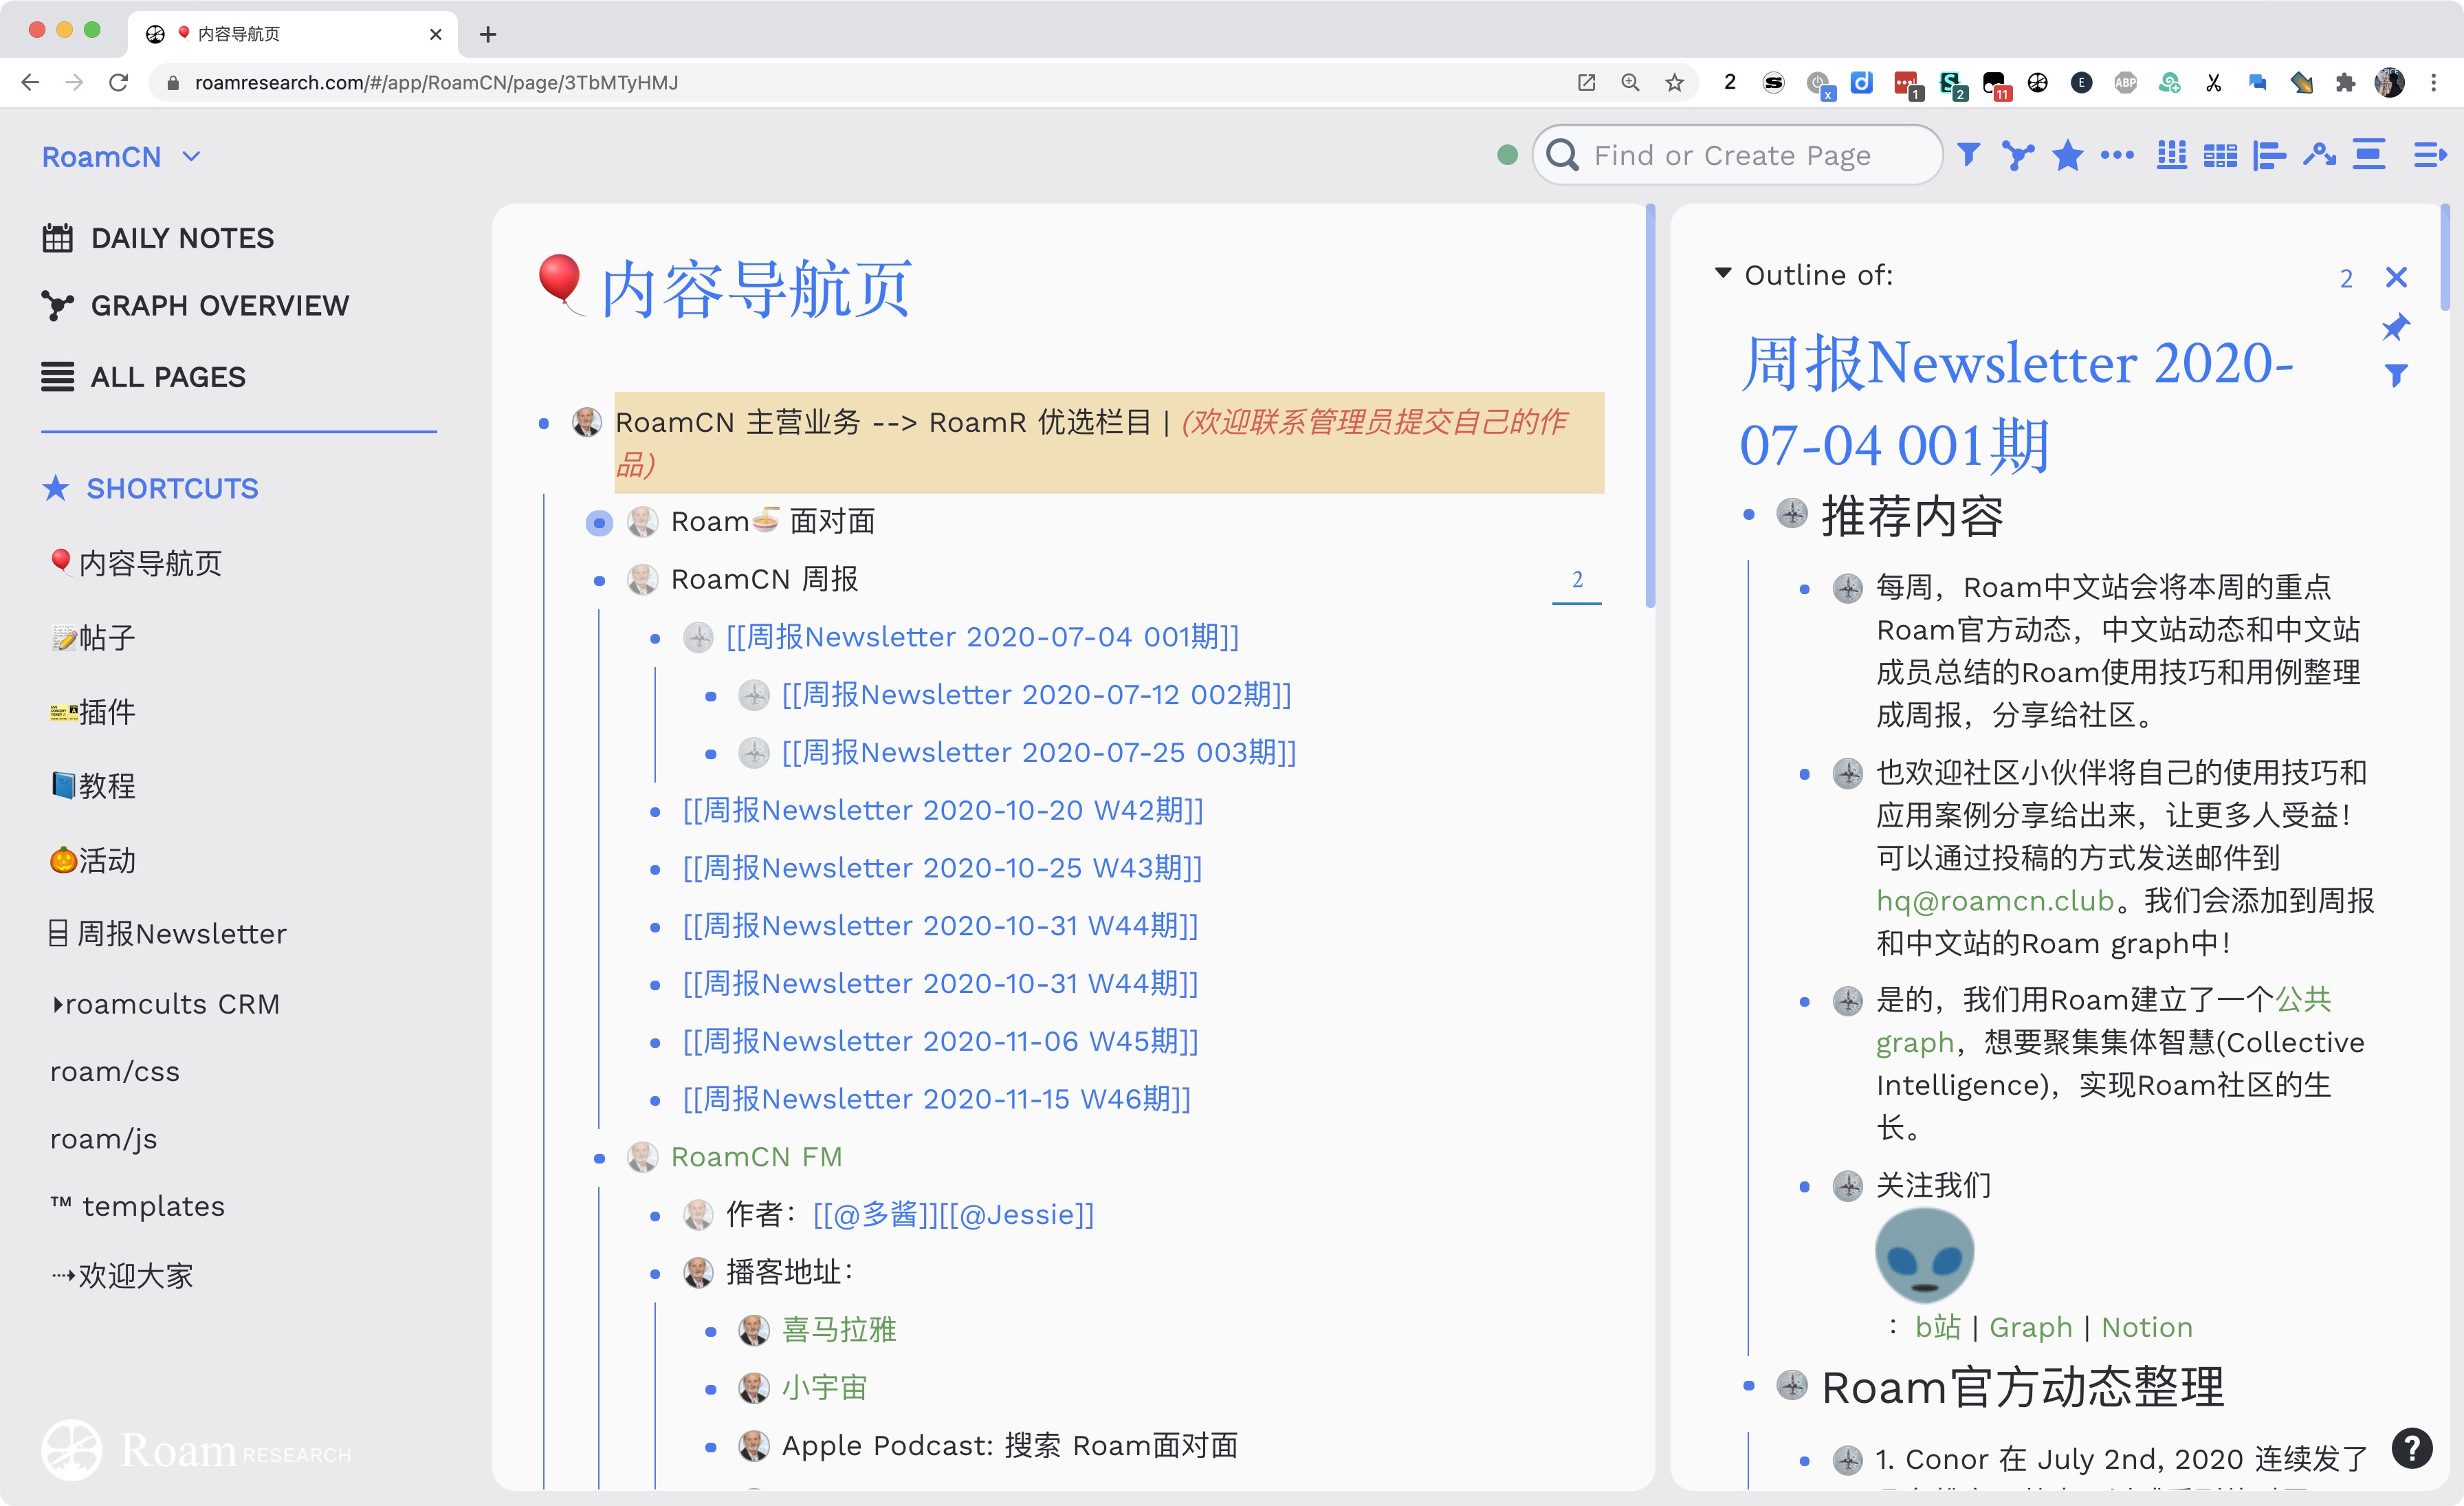 内容导航页
roamresearch.com/#/app/RoamCN/page/3TbMTyHMJ
2
x
1
2
11
E
ABP
RoamCN
Find or Create Page
DAILY NOTES
GRAPH OVERVIEW
ALL PAGES
SHORTCUTS
内容导航页
帖子
插件
教程
活动
周报Newsletter
roamcults CRM
roam/css
roam/js
™ templates
⇢欢迎大家
Roam RESEARCH
内容导航页
RoamCN 主营业务 --> RoamR 优选栏目 | (欢迎联系管理员提交自己的作
品)
Roam🍜 面对面
RoamCN 周报
2
[[周报Newsletter 2020-07-04 001期]]
[[周报Newsletter 2020-07-12 002期]]
[[周报Newsletter 2020-07-25 003期]]
[[周报Newsletter 2020-10-20 W42期]]
[[周报Newsletter 2020-10-25 W43期]]
[[周报Newsletter 2020-10-31 W44期]]
[[周报Newsletter 2020-10-31 W44期]]
[[周报Newsletter 2020-11-06 W45期]]
[[周报Newsletter 2020-11-15 W46期]]
RoamCN FM
作者：[[@多酱]][[@Jessie]]
播客地址：
喜马拉雅
小宇宙
Apple Podcast: 搜索 Roam面对面
Outline of:
2
周报Newsletter 2020-
07-04 001期
推荐内容
每周，Roam中文站会将本周的重点
Roam官方动态，中文站动态和中文站
成员总结的Roam使用技巧和用例整理
成周报，分享给社区。
也欢迎社区小伙伴将自己的使用技巧和
应用案例分享给出来，让更多人受益！
可以通过投稿的方式发送邮件到
hq@roamcn.club。我们会添加到周报
和中文站的Roam graph中！
是的，我们用Roam建立了一个公共
graph，想要聚集集体智慧(Collective
Intelligence)，实现Roam社区的生
长。
关注我们
：b站 | Graph | Notion
Roam官方动态整理
1. Conor 在 July 2nd, 2020 连续发了
?